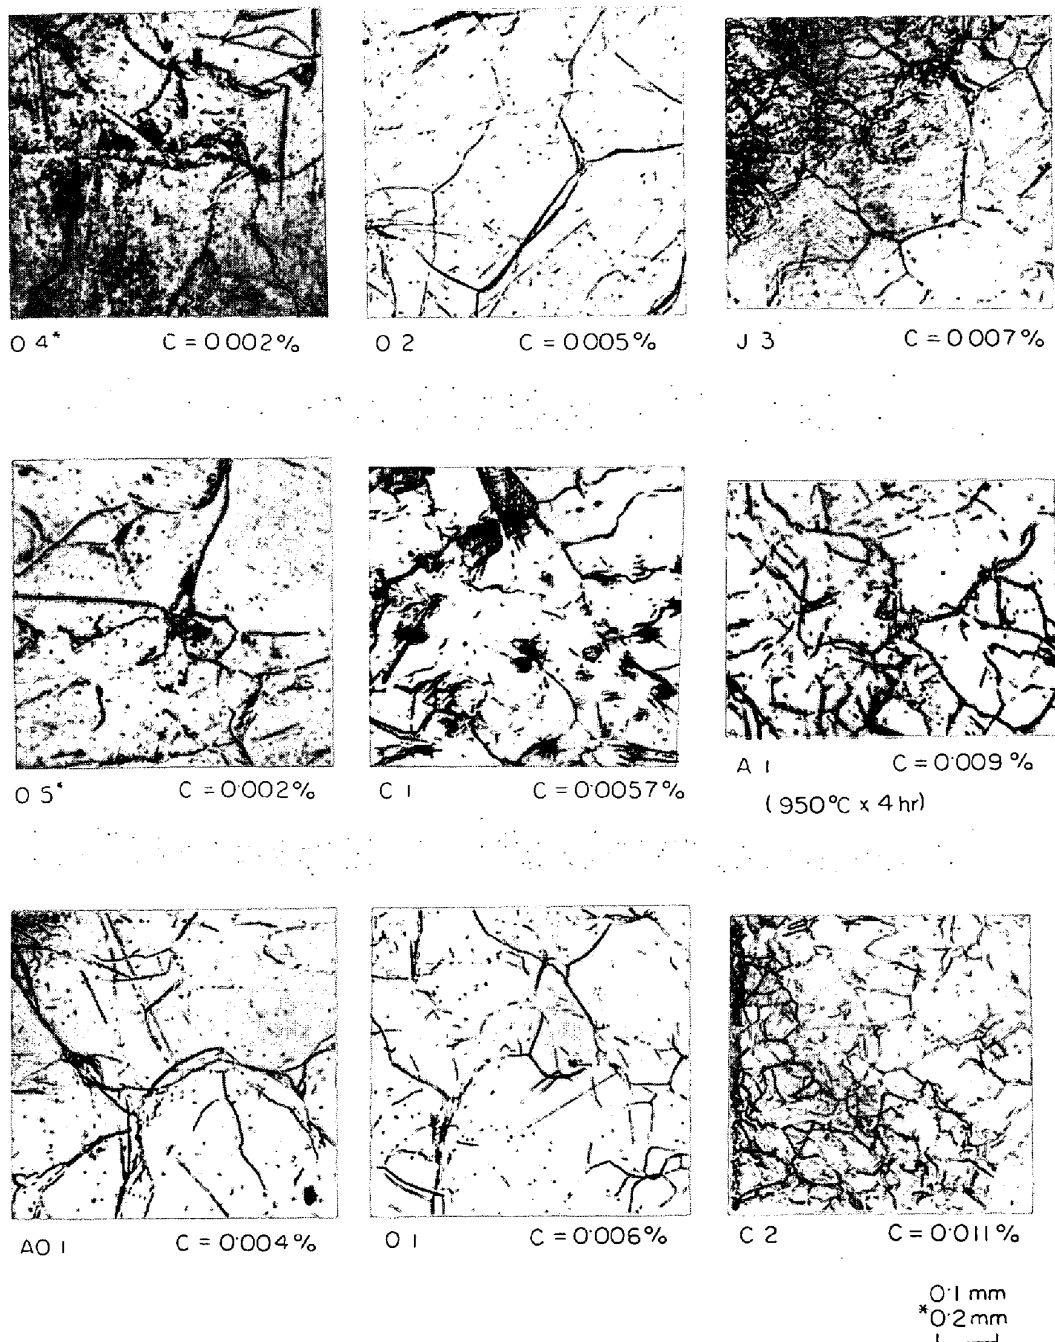 O 4* C = 0·002%
O 2 C = 0·005%
J 3 C = 0·007%
O 5* C = 0·002%
C 1 C = 0·0057%
A 1 C = 0·009%
(950°C x 4 hr)
AO 1 C = 0·004%
O 1 C = 0·006%
C 2 C = 0·011%
0·1 mm
*0·2 mm